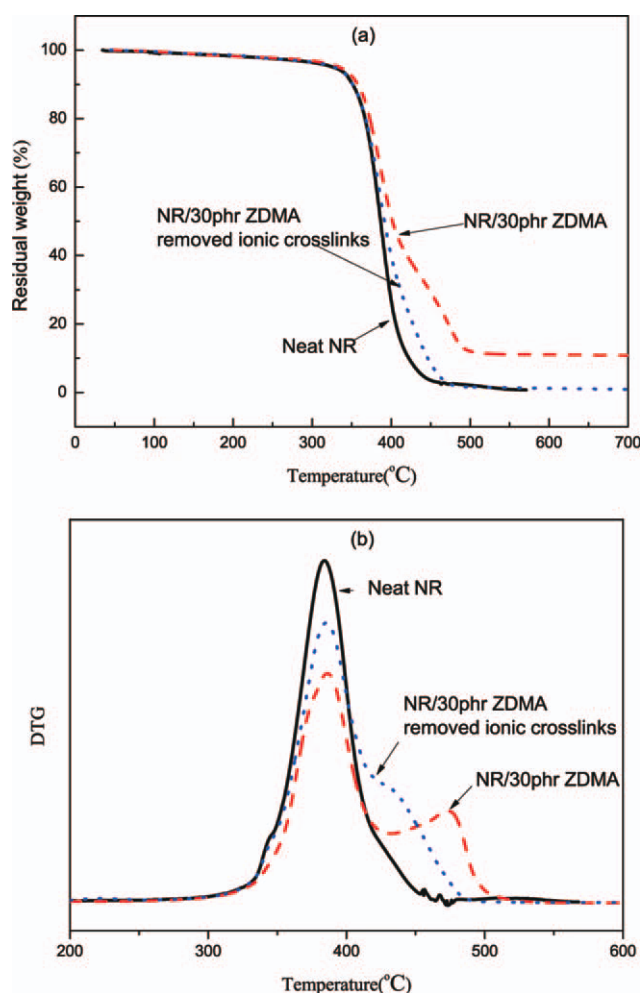 (a)
100
80
60
40
20
0
Residual weight (%)
NR/30phr ZDMA
removed ionic crosslinks
NR/30phr ZDMA
Neat NR
0 100 200 300 400 500 600 700
Temperature(°C)
(b)
DTG
Neat NR
NR/30phr ZDMA
removed ionic crosslinks
NR/30phr ZDMA
200 300 400 500 600
Temperature(°C)